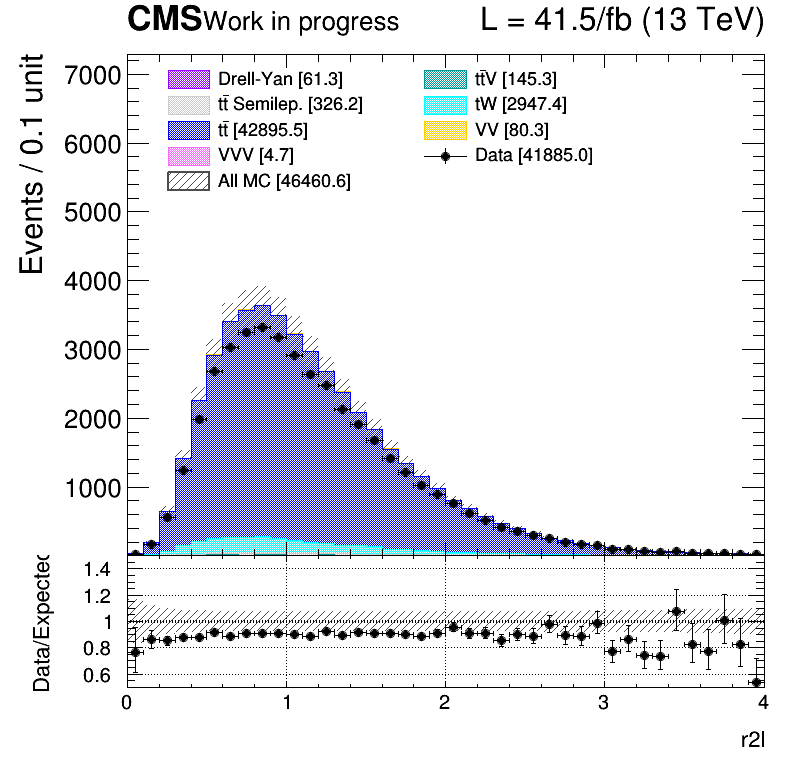 CMS Work in progress L = 41.5/fb (13 TeV)
Events / 0.1 unit
7000
6000
5000
4000
3000
2000
1000
Drell-Yan [61.3]
tt̄ Semilep. [326.2]
tt̄ [42895.5]
VVV [4.7]
All MC [46460.6]
tt̄V [145.3]
tW [2947.4]
VV [80.3]
Data [41885.0]
Data/Expected
1.4
1.2
1
0.8
0.6
0 1 2 3 4
r2l